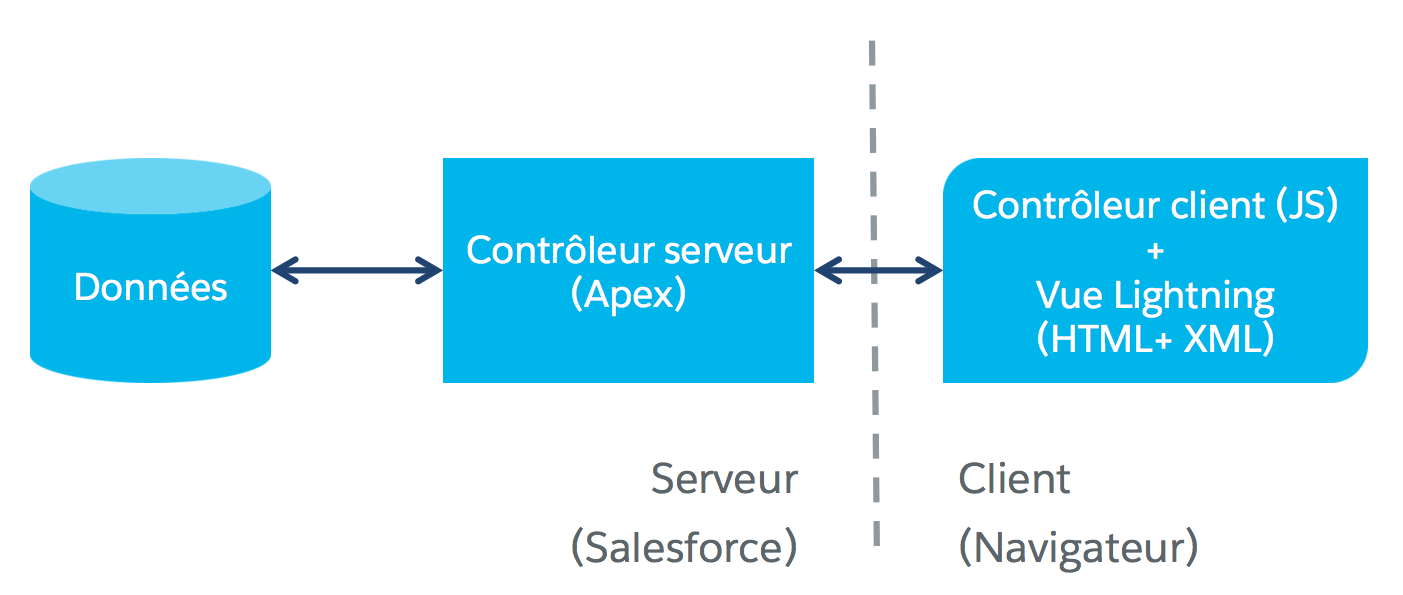 Données
Contrôleur serveur
(Apex)
Contrôleur client (JS)
+
Vue Lightning
(HTML+ XML)
Serveur
(Salesforce)
Client
(Navigateur)